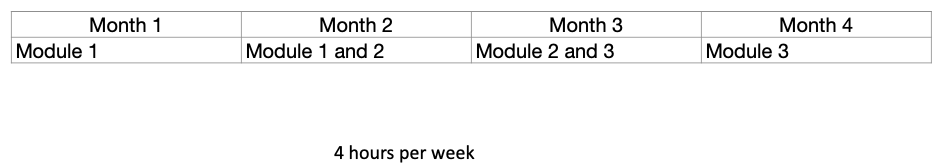 Month 1 Month 2 Month 3 Month 4
Module 1 Module 1 and 2 Module 2 and 3 Module 3
4 hours per week